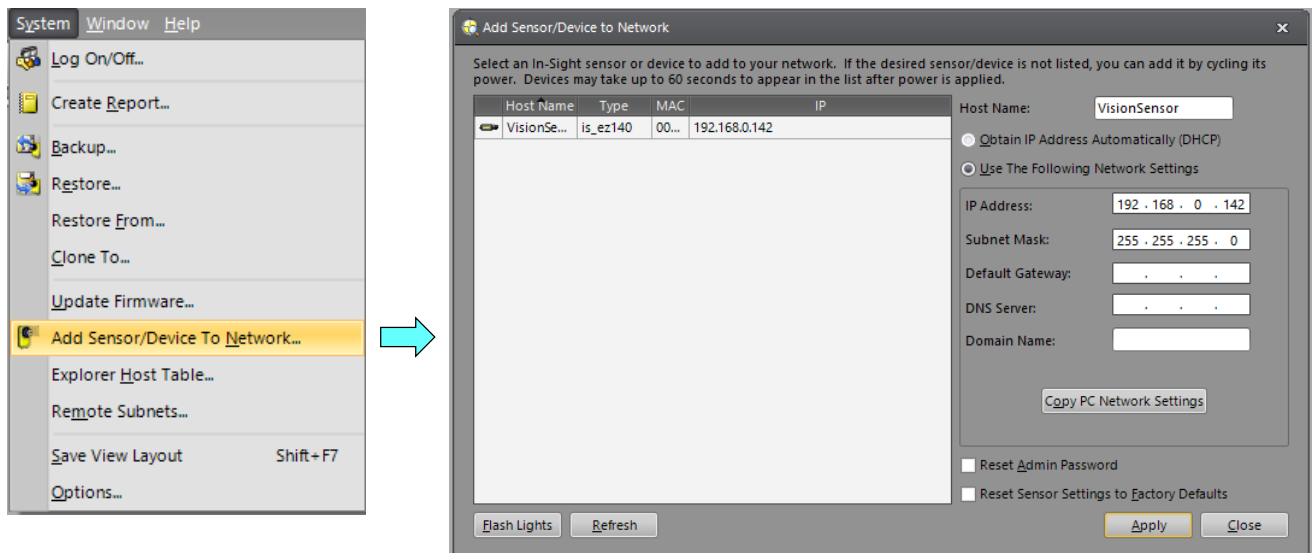 System Window Help
Log On/Off...
Create Report...
Backup...
Restore...
Restore From...
Clone To...
Update Firmware...
Add Sensor/Device To Network...
Explorer Host Table...
Remote Subnets...
Save View Layout Shift+F7
Options...
Add Sensor/Device to Network
Select an In-Sight sensor or device to add to your network. If the desired sensor/device is not listed, you can add it by cycling its
power. Devices may take up to 60 seconds to appear in the list after power is applied.
Host Name Type MAC IP
VisionSe... is_ez140 00... 192.168.0.142
Host Name: VisionSensor
Obtain IP Address Automatically (DHCP)
Use The Following Network Settings
IP Address: 192 . 168 . 0 . 142
Subnet Mask: 255 . 255 . 255 . 0
Default Gateway: . . .
DNS Server: . . .
Domain Name:
Copy PC Network Settings
Reset Admin Password
Reset Sensor Settings to Factory Defaults
Flash Lights Refresh Apply Close